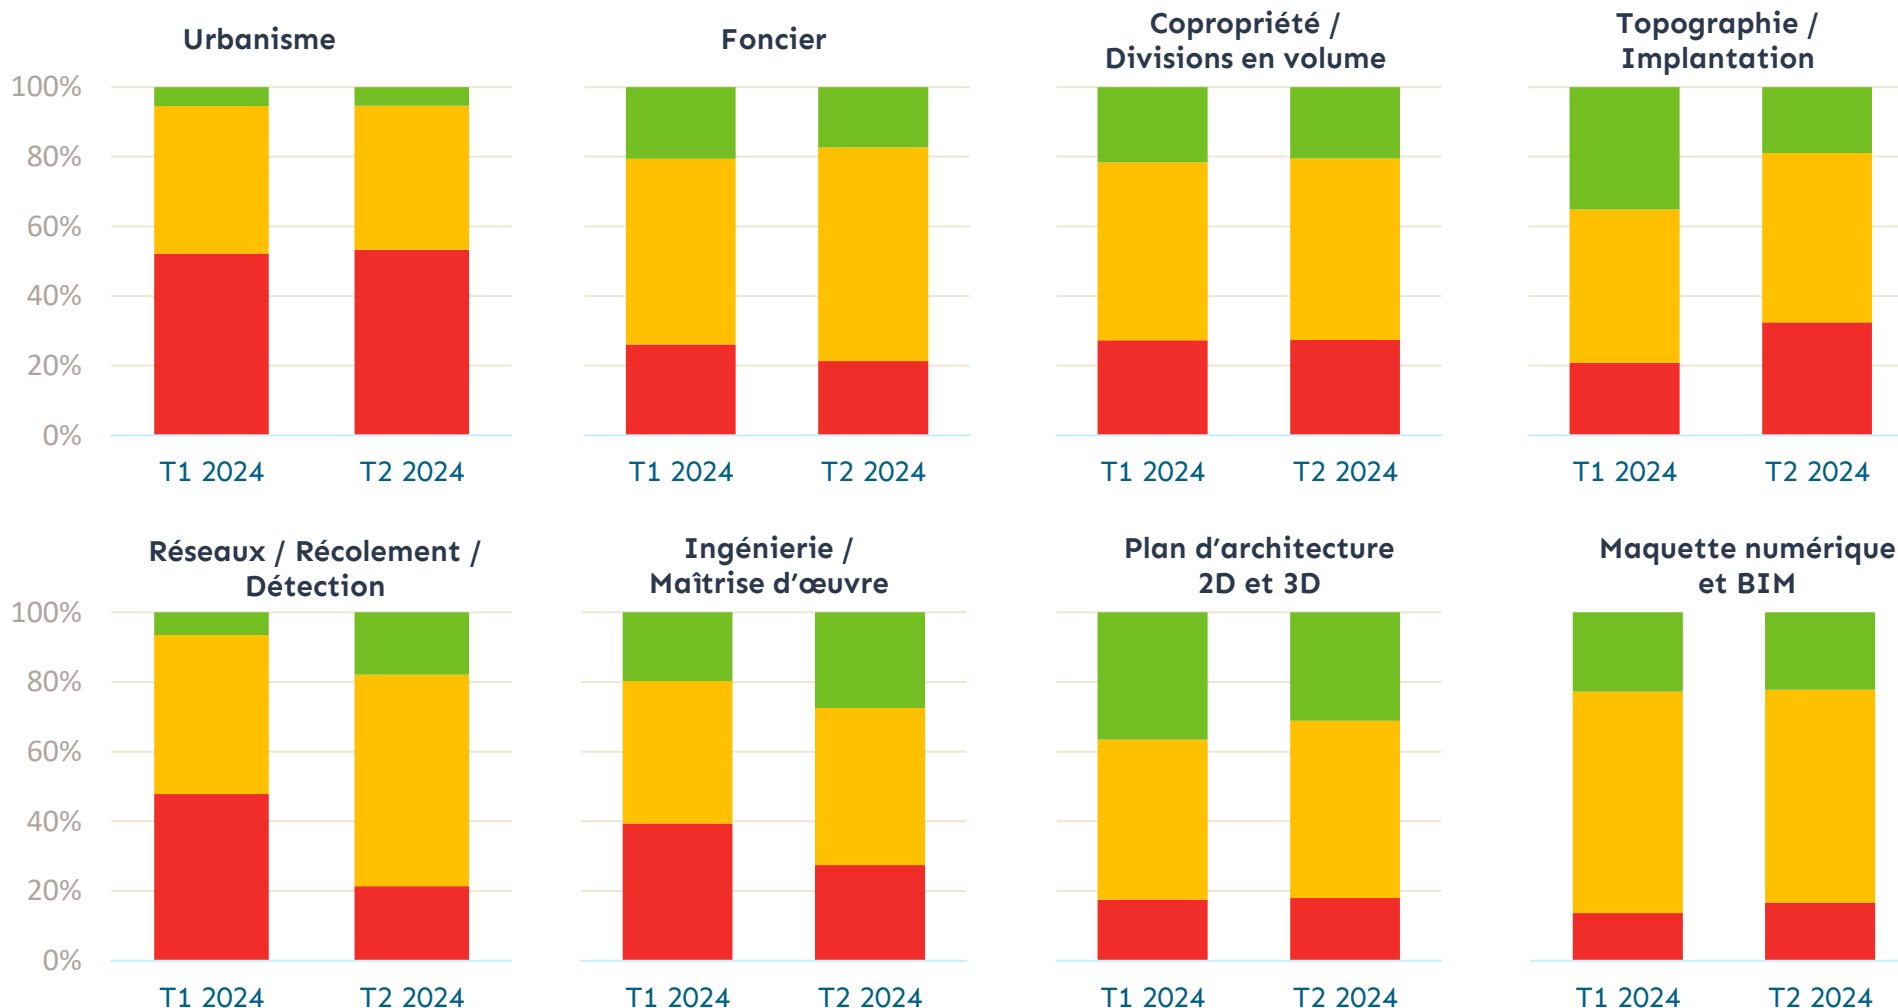 Urbanisme
Foncier
Copropriété /
Divisions en volume
Topographie /
Implantation
100%
80%
60%
40%
20%
0%
T1 2024
T2 2024
T1 2024
T2 2024
T1 2024
T2 2024
T1 2024
T2 2024
Réseaux / Récolement /
Détection
Ingénierie /
Maîtrise d’œuvre
Plan d’architecture
2D et 3D
Maquette numérique
et BIM
100%
80%
60%
40%
20%
0%
T1 2024
T2 2024
T1 2024
T2 2024
T1 2024
T2 2024
T1 2024
T2 2024